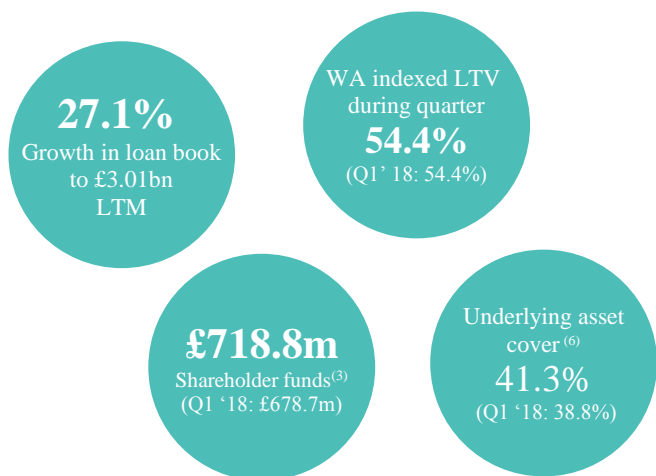 27.1%
Growth in loan book
to £3.01bn
LTM
WA indexed LTV
during quarter
54.4%
(Q1’ 18: 54.4%)
£718.8m
Shareholder funds(3)
(Q1 ‘18: £678.7m)
Underlying asset
cover (6)
41.3%
(Q1 ‘18: 38.8%)